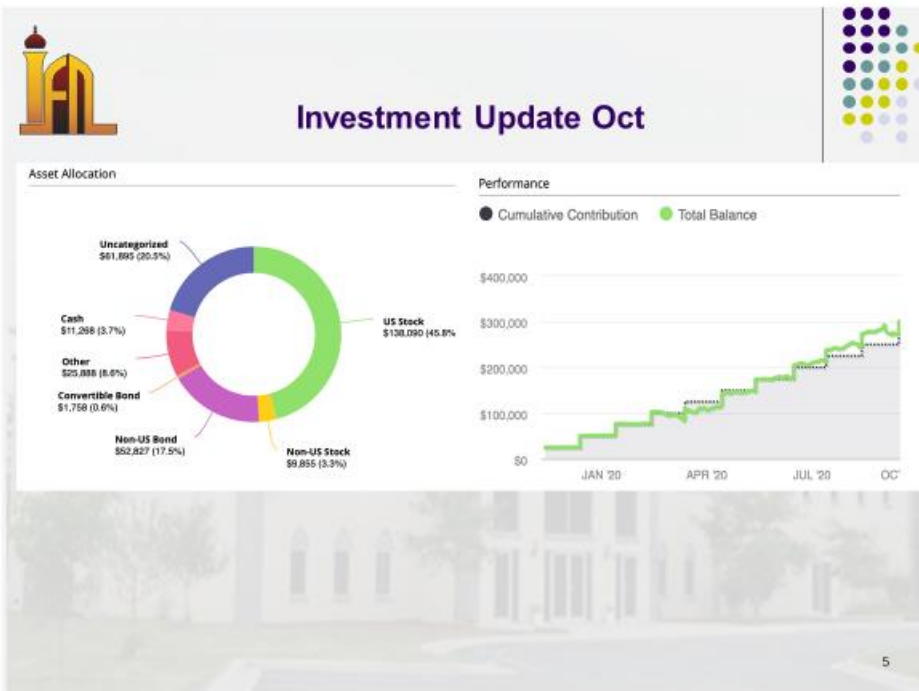 IFN
Investment Update Oct
Asset Allocation
Uncategorized
$61,895 (20.5%)
Cash
$11,268 (3.7%)
Other
$25,888 (8.6%)
Convertible Bond
$1,758 (0.6%)
Non-US Bond
$52,827 (17.5%)
Non-US Stock
$9,855 (3.3%)
US Stock
$138,090 (45.8%
Performance
Cumulative Contribution Total Balance
$400,000
$300,000
$200,000
$100,000
$0
JAN '20 APR '20 JUL '20 OC'
5